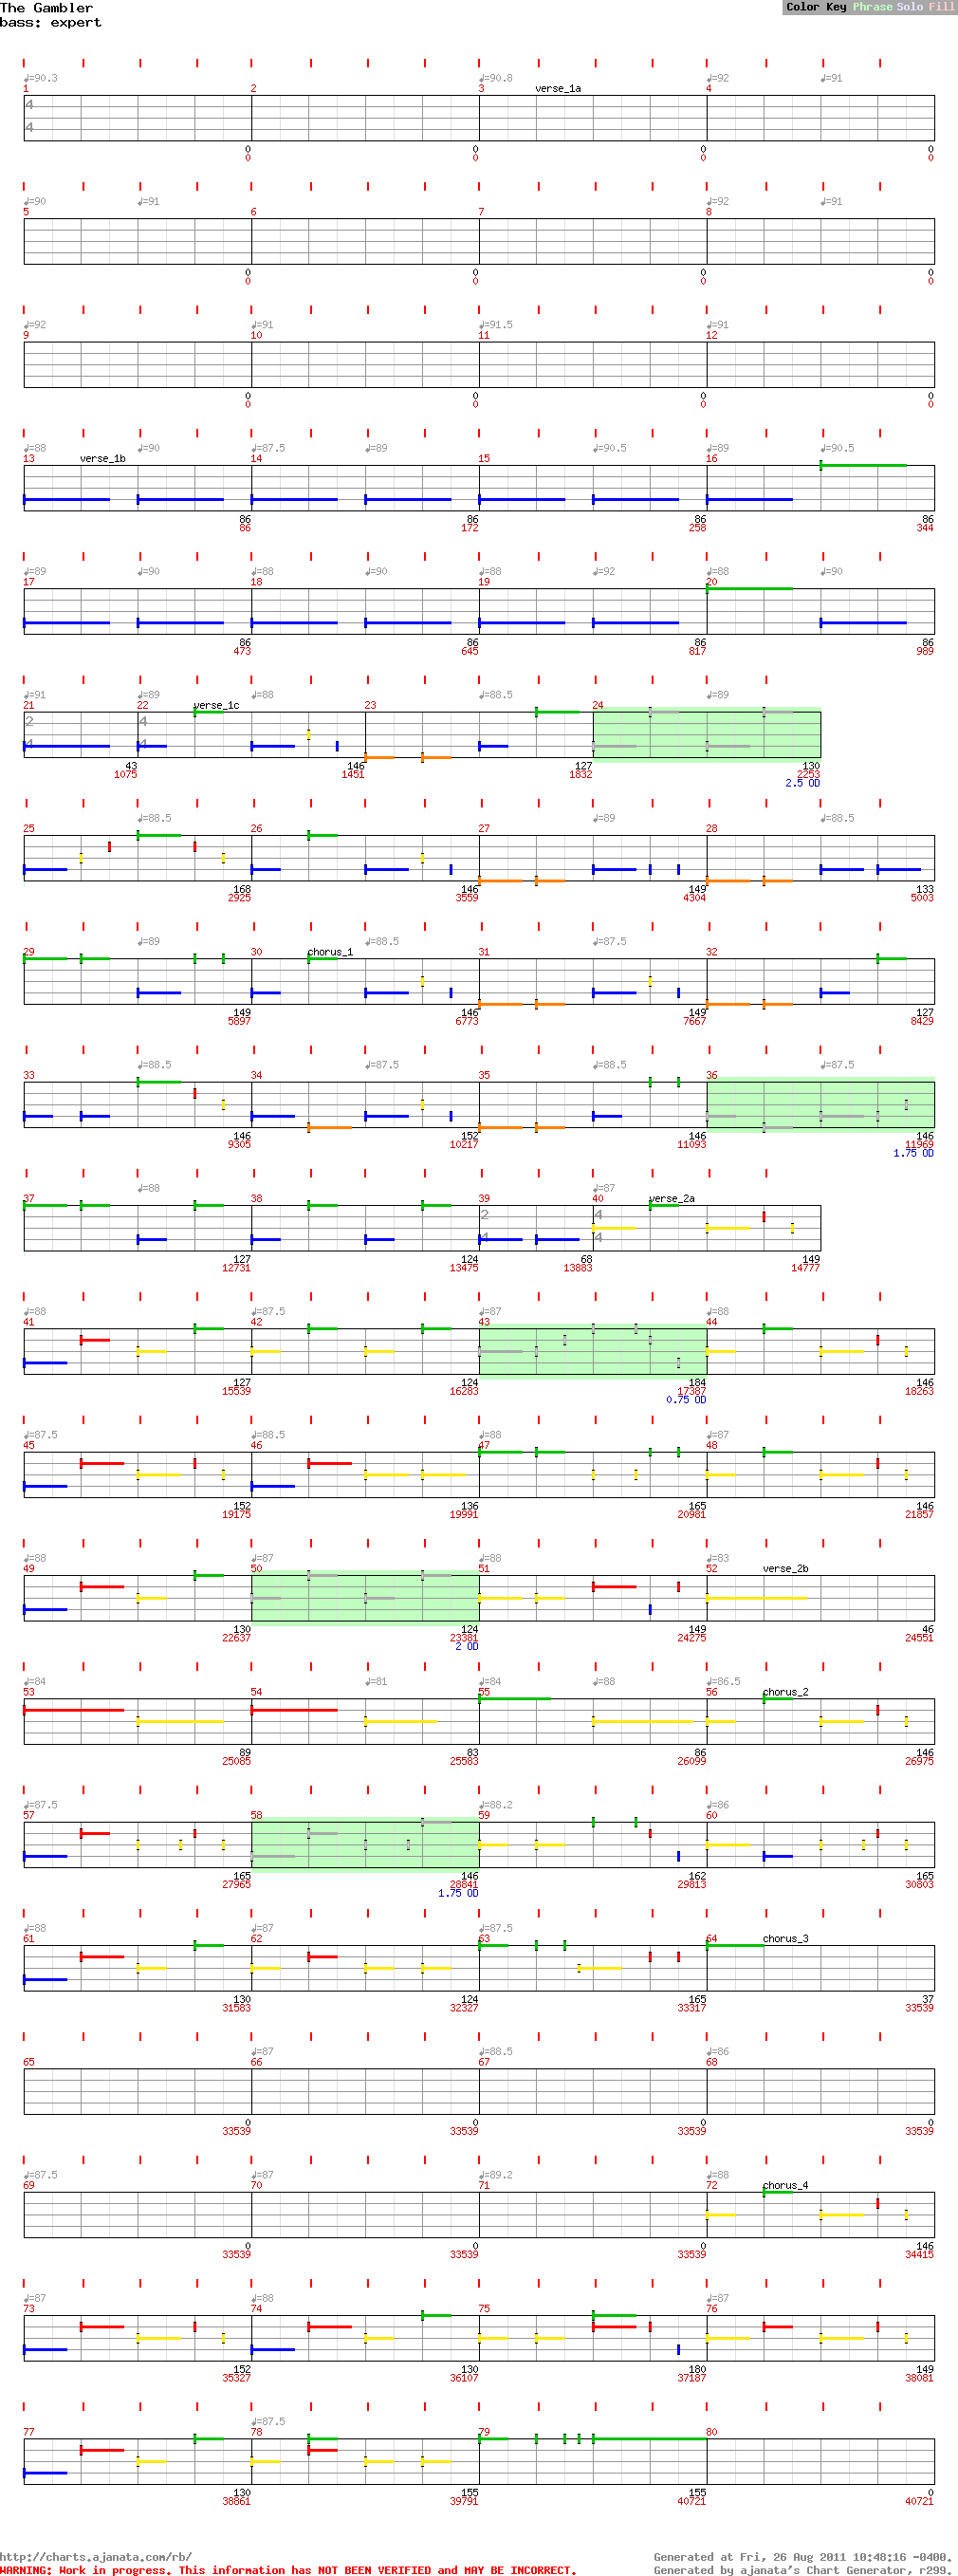 The Gambler
bass: expert
Color Key Phrase Solo Fill
♩=90.3 ♩=90.8 ♩=92 ♩=91
1 2 3 verse_1a 4
4
4
0 0 0 0
0 0 0 0
♩=90 ♩=91 ♩=92 ♩=91
5 6 7 8
0 0 0 0
0 0 0 0
♩=92 ♩=91 ♩=91.5 ♩=91
9 10 11 12
0 0 0 0
0 0 0 0
♩=88 ♩=90 ♩=87.5 ♩=89 ♩=90.5 ♩=89 ♩=90.5
13 verse_1b 14 15 16
86 86 86 86
86 172 258 344
♩=89 ♩=90 ♩=88 ♩=90 ♩=88 ♩=92 ♩=88 ♩=90
17 18 19 20
86 86 86 86
473 645 817 989
♩=91 ♩=89 ♩=88 ♩=88.5 ♩=89
21 22 verse_1c 23 24
2 4
4 4
43 146 127 130
1075 1451 1832 2253
2.5 OD
♩=88.5 ♩=89 ♩=88.5
25 26 27 28
168 146 149 133
2925 3559 4304 5003
♩=89 ♩=88.5 ♩=87.5
29 30 chorus_1 31 32
149 146 149 127
5897 6773 7667 8429
♩=88.5 ♩=87.5 ♩=88.5 ♩=87.5
33 34 35 36
146 152 146 146
9305 10217 11093 11969
1.75 OD
♩=88 ♩=87
37 38 39 40 verse_2a
2 4
4 4
127 124 68 149
12731 13475 13883 14777
♩=88 ♩=87.5 ♩=87 ♩=88
41 42 43 44
127 124 184 146
15539 16283 17387 18263
0.75 OD
♩=87.5 ♩=88.5 ♩=88 ♩=87
45 46 47 48
152 136 165 146
19175 19991 20981 21857
♩=88 ♩=87 ♩=88 ♩=83
49 50 51 52 verse_2b
130 124 149 46
22637 23381 24275 24551
2 OD
♩=84 ♩=81 ♩=84 ♩=88 ♩=86.5
53 54 55 56 chorus_2
89 83 86 146
25085 25583 26099 26975
♩=87.5 ♩=88.2 ♩=86
57 58 59 60
165 146 162 165
27965 28841 29813 30803
1.75 OD
♩=88 ♩=87 ♩=87.5
61 62 63 64 chorus_3
130 124 165 37
31583 32327 33317 33539
♩=87 ♩=88.5 ♩=86
65 66 67 68
0 0 0 0
33539 33539 33539 33539
♩=87.5 ♩=87 ♩=89.2 ♩=88
69 70 71 72 chorus_4
0 0 0 146
33539 33539 33539 34415
♩=87 ♩=88 ♩=87
73 74 75 76
152 130 180 149
35327 36107 37187 38081
♩=87.5
77 78 79 80
130 155 155 0
38861 39791 40721 40721
http://charts.ajanata.com/rb/
Generated at Fri, 26 Aug 2011 10:48:16 -0400.
WARNING: Work in progress. This information has NOT BEEN VERIFIED and MAY BE INCORRECT.
Generated by ajanata's Chart Generator, r299.